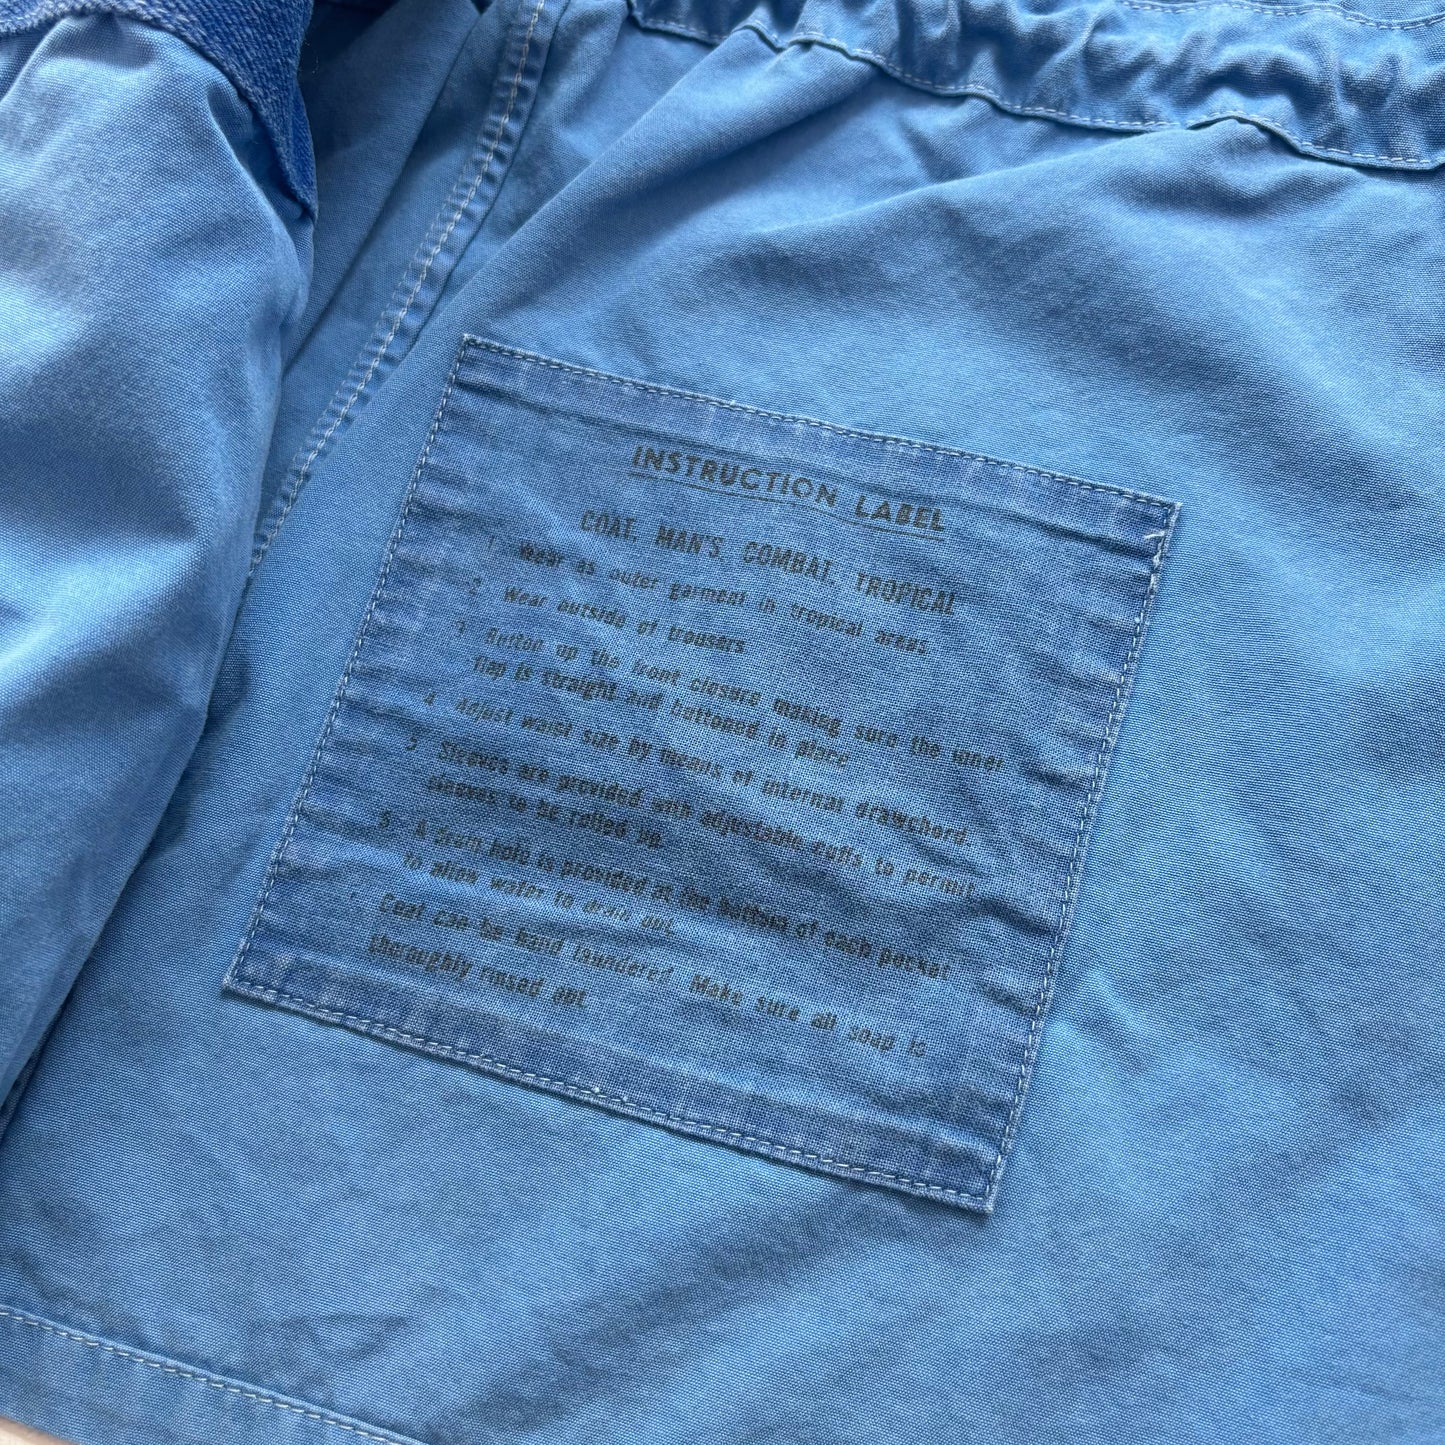 INSTRUCTION LABEL
COAT, MAN'S, COMBAT, TROPICAL
1 Wear as outer garment in tropical areas
2 Wear outside of trousers
3 Button up the front closure making sure the inner
flap is straight and buttoned in place
4 Adjust waist size by means of internal drawchord.
5 Sleeves are provided with adjustable cuffs to permit
sleeves to be rolled up.
6 A drain hole is provided at the bottom of each pocket
to allow water to drain out
Coat can be hand laundered. Make sure all soap is
thoroughly rinsed out.